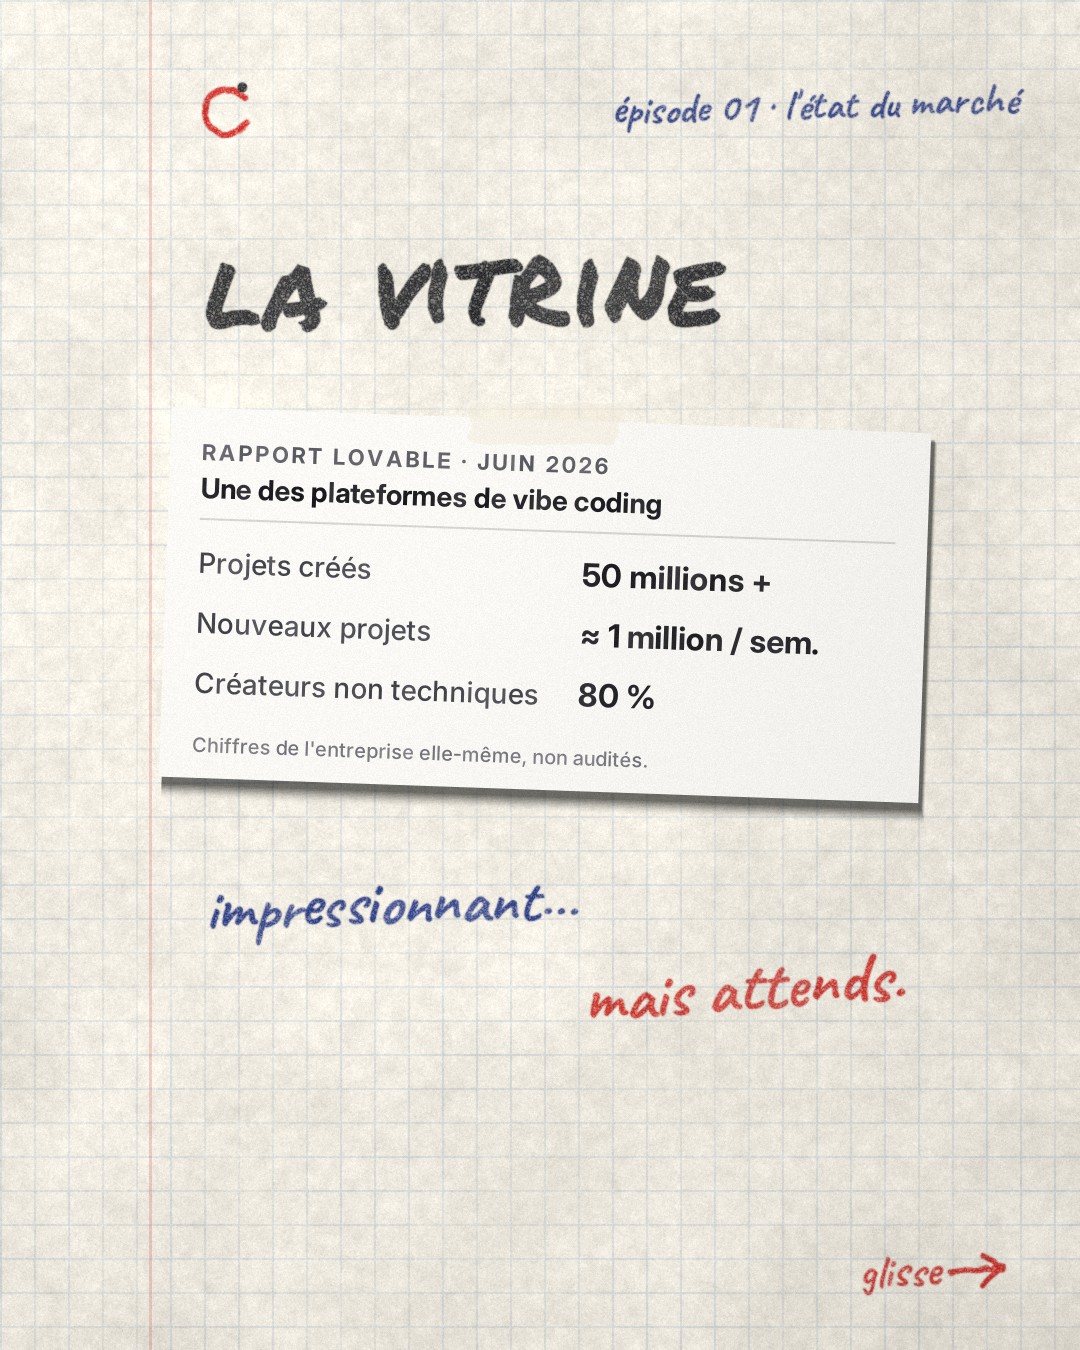 épisode 01 · l'état du marché
LA VITRINE
RAPPORT LOVABLE · JUIN 2026
Une des plateformes de vibe coding
Projets créés 50 millions +
Nouveaux projets ≈ 1 million / sem.
Créateurs non techniques 80 %
Chiffres de l'entreprise elle-même, non audités.
impressionnant...
mais attends.
glisse →